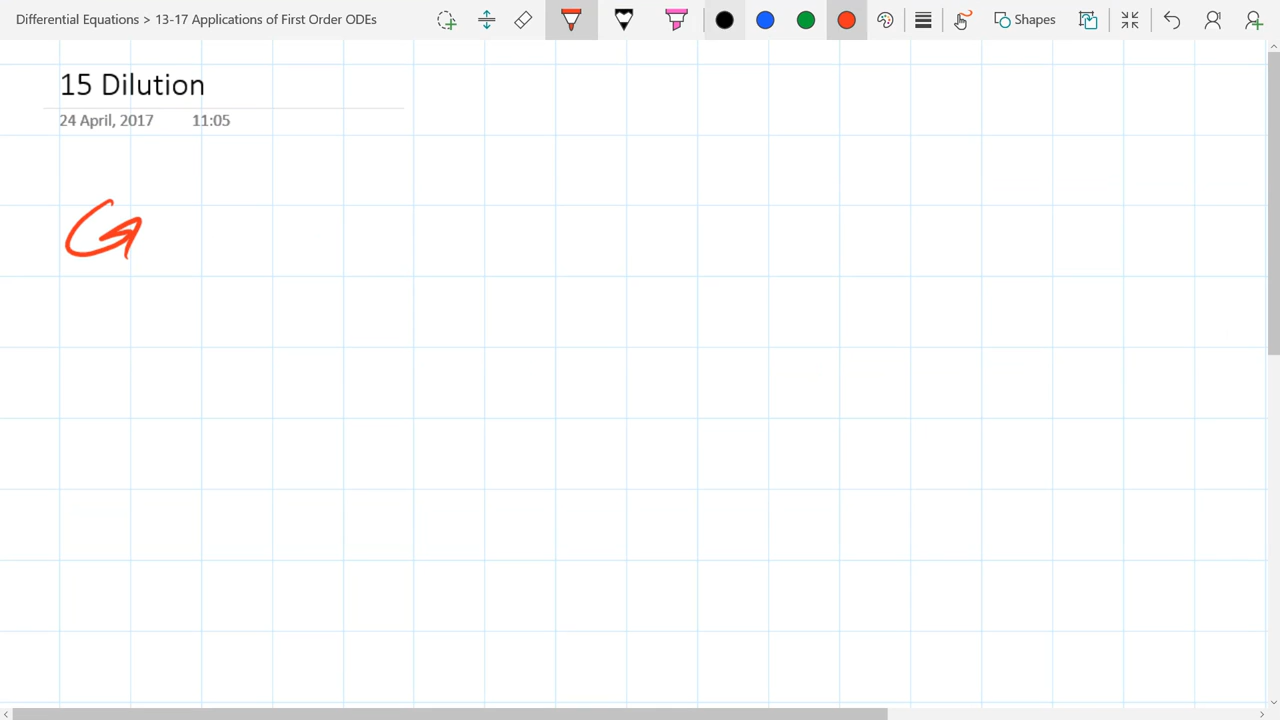 Differential Equations > 13-17 Applications of First Order ODEs
Shapes
15 Dilution
24 April, 2017 11:05
G